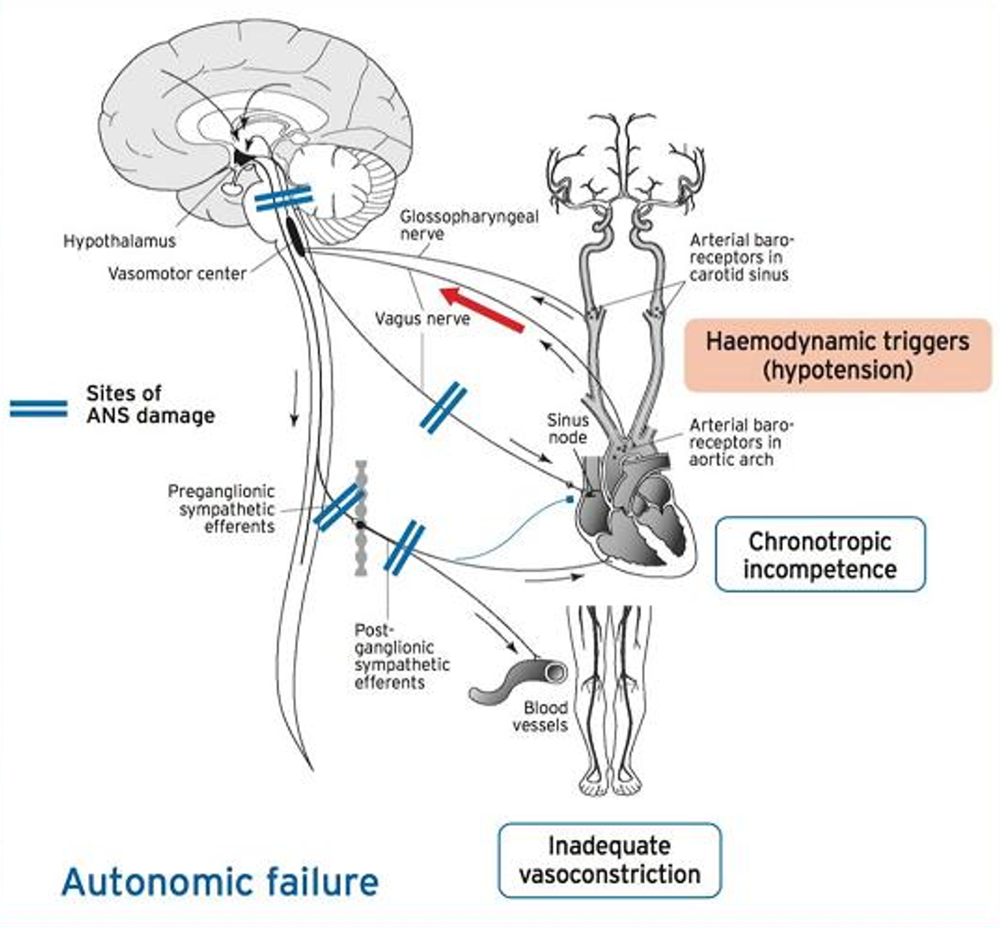 Glossopharyngeal
nerve
Hypothalamus
Vasomotor center
Arterial baro-
receptors in
carotid sinus
Vagus nerve
Haemodynamic triggers
(hypotension)
Sites of
ANS damage
Sinus
node
Arterial baro-
receptors in
aortic arch
Preganglionic
sympathetic
efferents
Chronotropic
incompetence
Post-
ganglionic
sympathetic
efferents
Blood
vessels
Inadequate
vasoconstriction
Autonomic failure